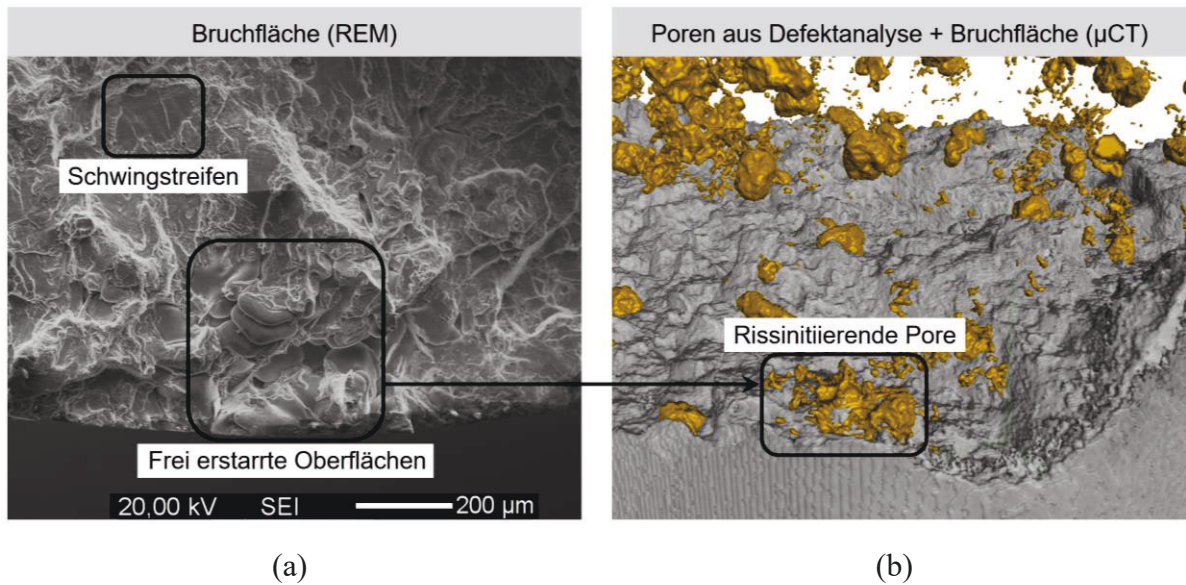 Bruchfläche (REM)
Schwingstreifen
Frei erstarrte Oberflächen
20,00 kV SEI 200 µm
(a)
Poren aus Defektanalyse + Bruchfläche (µCT)
Rissinitiierende Pore
(b)